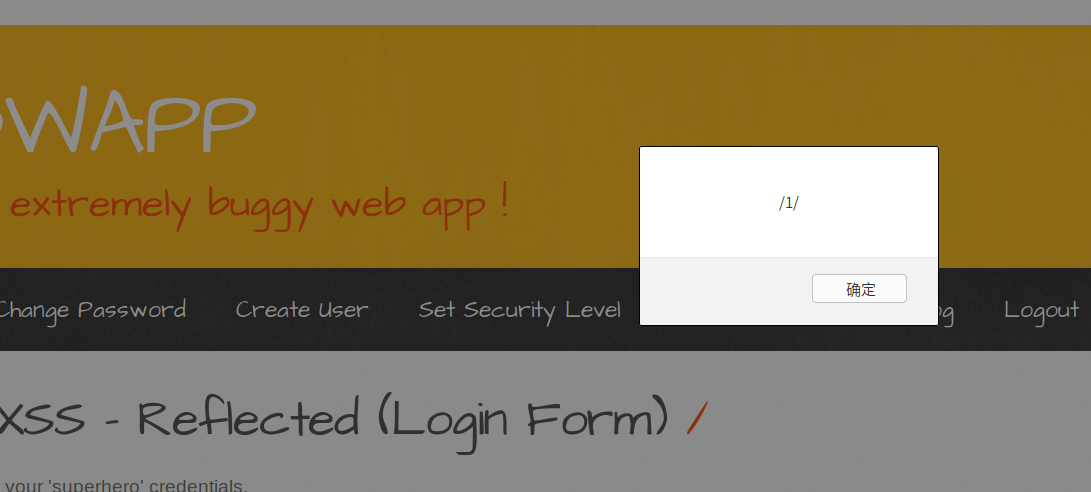 WAPP
extremely buggy web app !
/1/
确定
Change Password Create User Set Security Level og Logout
XSS - Reflected (Login Form) /
your 'superhero' credentials.